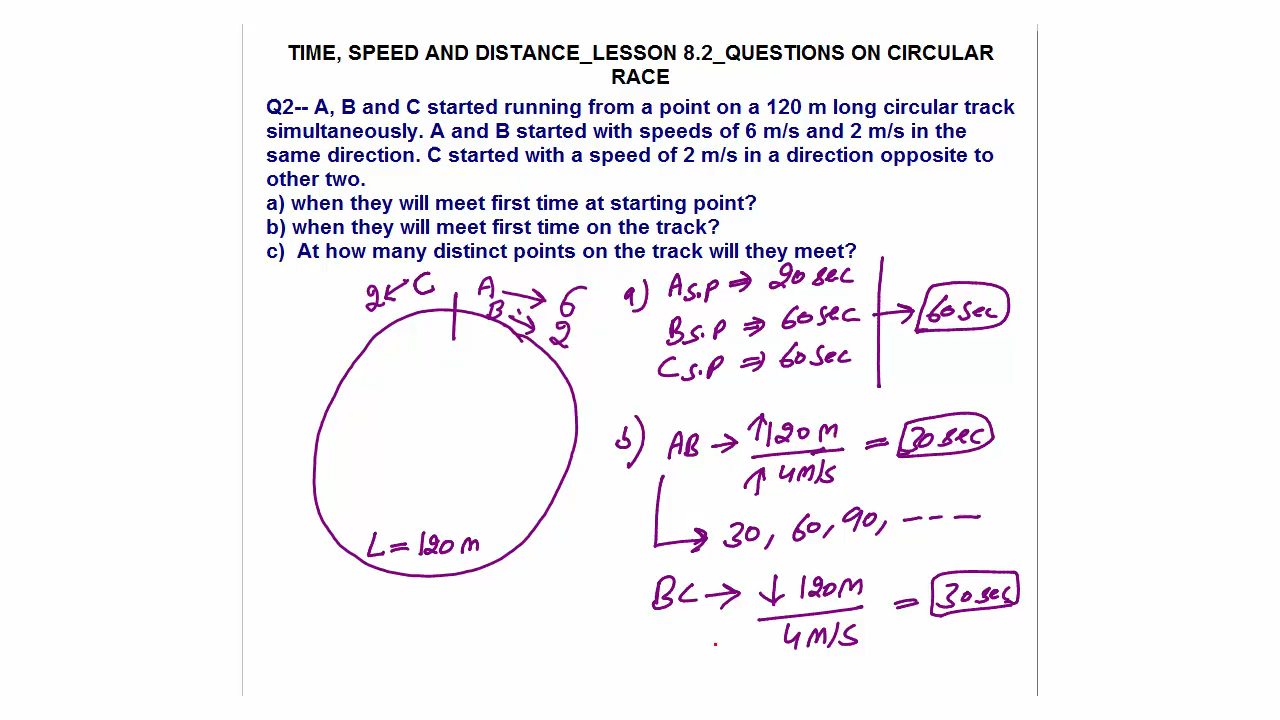 TIME, SPEED AND DISTANCE_LESSON 8.2_QUESTIONS ON CIRCULAR
RACE
Q2-- A, B and C started running from a point on a 120 m long circular track
simultaneously. A and B started with speeds of 6 m/s and 2 m/s in the
same direction. C started with a speed of 2 m/s in a direction opposite to
other two.
a) when they will meet first time at starting point?
b) when they will meet first time on the track?
c) At how many distinct points on the track will they meet?
2 ← C A → 6
B → 2
L = 120 m
a) A S.P ⇒ 20 sec
B S.P ⇒ 60 sec → 60 sec
C S.P ⇒ 60 sec
b) AB → ↑120 M / ↑4 M/S = 30 sec
→ 30, 60, 90, ----
BC → ↓ 120 M / 4 M/S = 30 sec